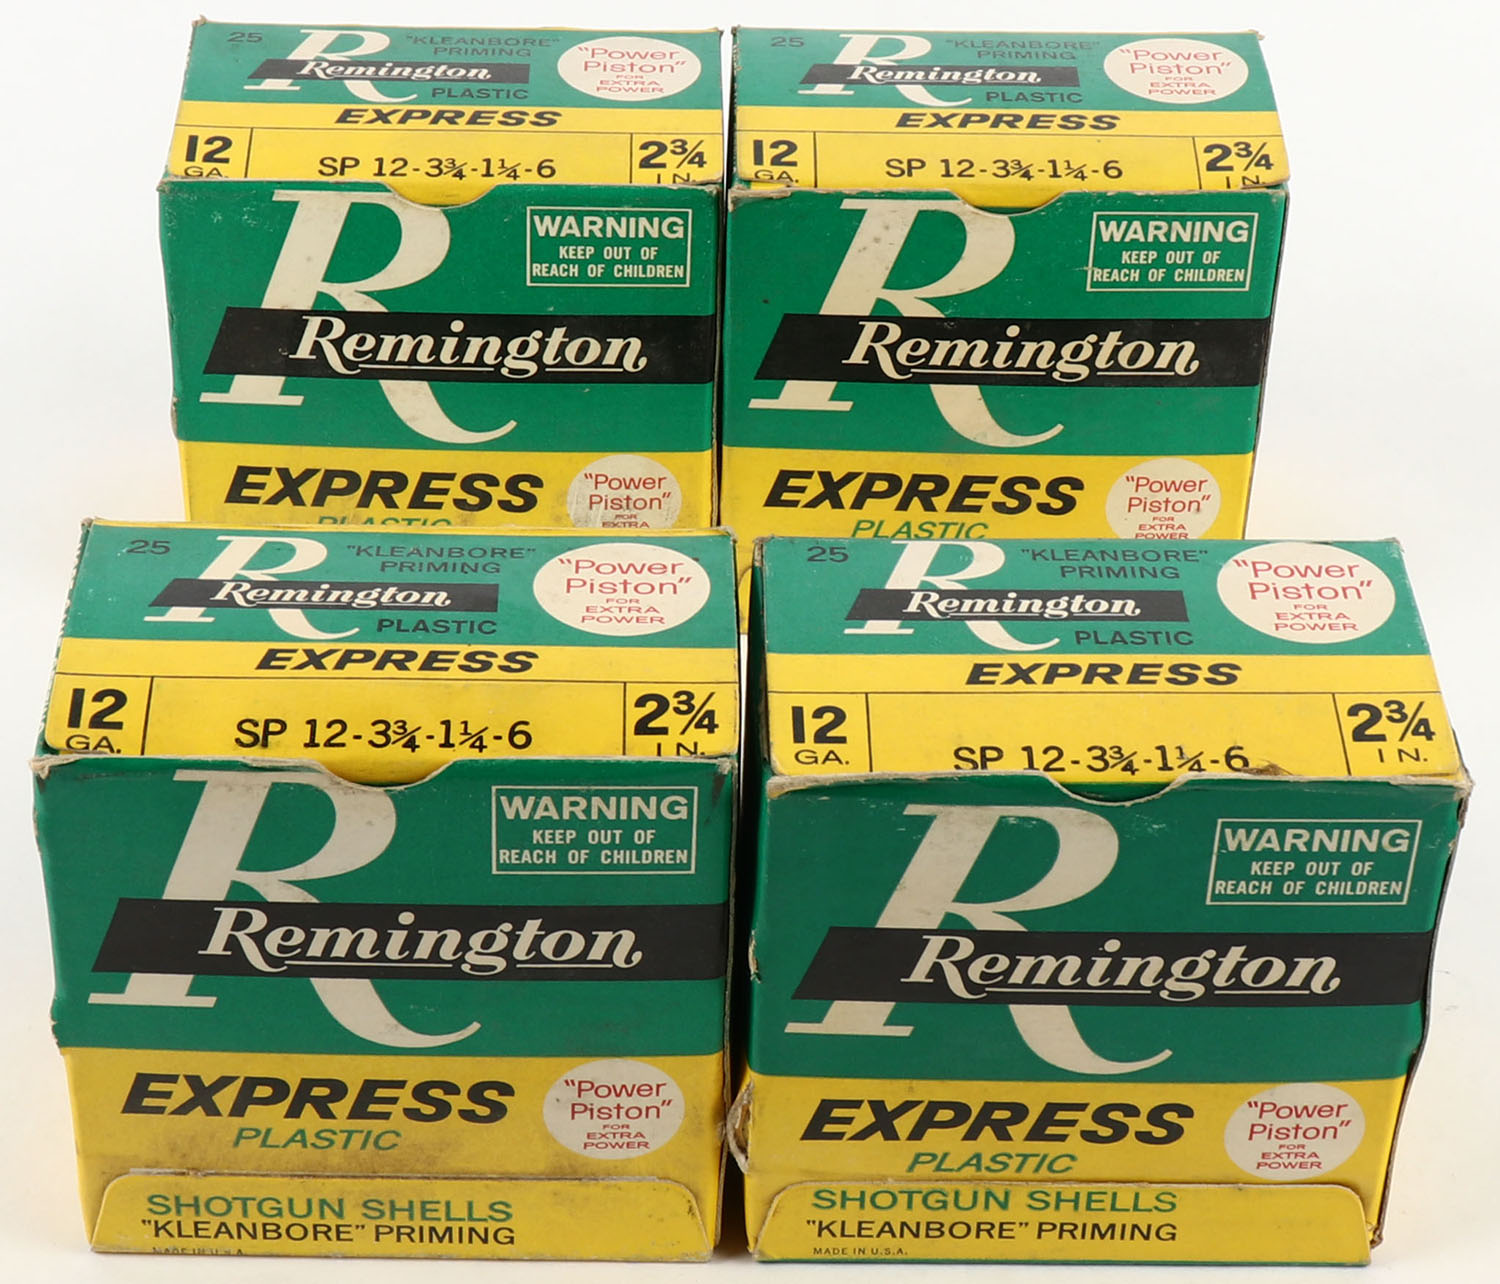 25
"KLEANBORE"
PRIMING
Remington
PLASTIC
"Power
Piston"
FOR
EXTRA
POWER
EXPRESS
12
GA.
SP 12-3¾-1¼-6
2¾
IN.
WARNING
KEEP OUT OF
REACH OF CHILDREN
R
Remington
EXPRESS
PLASTIC
"Power
Piston"
FOR
EXTRA
25
"KLEANBORE"
PRIMING
Remington
PLASTIC
"Power
Piston"
FOR
EXTRA
POWER
EXPRESS
12
GA.
SP 12-3¾-1¼-6
2¾
IN.
WARNING
KEEP OUT OF
REACH OF CHILDREN
R
Remington
EXPRESS
PLASTIC
"Power
Piston"
FOR
EXTRA
POWER
25
"KLEANBORE"
PRIMING
Remington
PLASTIC
"Power
Piston"
FOR
EXTRA
POWER
EXPRESS
12
GA.
SP 12-3¾-1¼-6
2¾
IN.
WARNING
KEEP OUT OF
REACH OF CHILDREN
R
Remington
EXPRESS
PLASTIC
"Power
Piston"
FOR
EXTRA
POWER
SHOTGUN SHELLS
"KLEANBORE" PRIMING
MADE IN U.S.A.
25
"KLEANBORE"
PRIMING
Remington
PLASTIC
"Power
Piston"
FOR
EXTRA
POWER
EXPRESS
12
GA.
SP 12-3¾-1¼-6
2¾
IN.
WARNING
KEEP OUT OF
REACH OF CHILDREN
R
Remington
EXPRESS
PLASTIC
"Power
Piston"
FOR
EXTRA
POWER
SHOTGUN SHELLS
"KLEANBORE" PRIMING
MADE IN U.S.A.